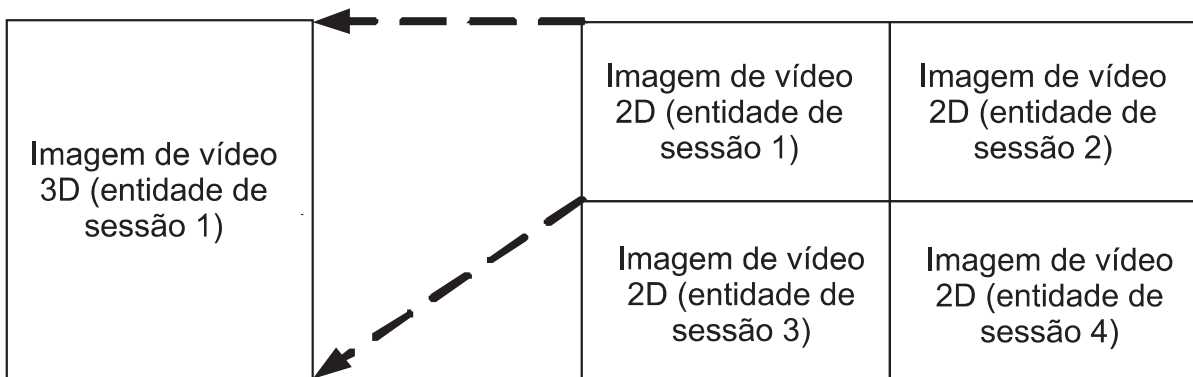 Imagem de vídeo
3D (entidade de
sessão 1)
Imagem de vídeo
2D (entidade de
sessão 1)
Imagem de vídeo
2D (entidade de
sessão 2)
Imagem de vídeo
2D (entidade de
sessão 3)
Imagem de vídeo
2D (entidade de
sessão 4)